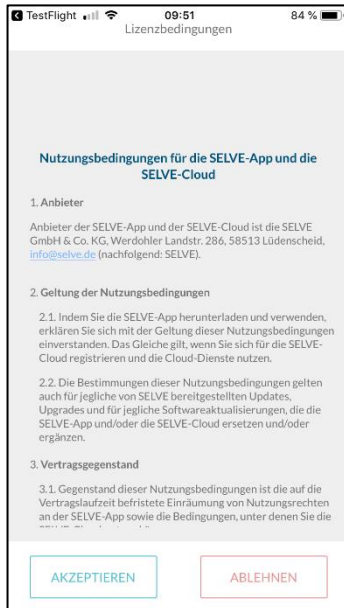 TestFlight 09:51 84 %
Lizenzbedingungen
Nutzungsbedingungen für die SELVE-App und die
SELVE-Cloud
1. Anbieter
Anbieter der SELVE-App und der SELVE-Cloud ist die SELVE
GmbH & Co. KG, Werdohler Landstr. 286, 58513 Lüdenscheid,
info@selve.de (nachfolgend: SELVE).
2. Geltung der Nutzungsbedingungen
2.1. Indem Sie die SELVE-App herunterladen und verwenden,
erklären Sie sich mit der Geltung dieser Nutzungsbedingungen
einverstanden. Das Gleiche gilt, wenn Sie sich für die SELVE-
Cloud registrieren und die Cloud-Dienste nutzen.
2.2. Die Bestimmungen dieser Nutzungsbedingungen gelten
auch für jegliche von SELVE bereitgestellten Updates,
Upgrades und für jegliche Softwareaktualisierungen, die die
SELVE-App und/oder die SELVE-Cloud ersetzen und/oder
ergänzen.
3. Vertragsgegenstand
3.1. Gegenstand dieser Nutzungsbedingungen ist die auf die
Vertragslaufzeit befristete Einräumung von Nutzungsrechten
an der SELVE-App sowie die Bedingungen, unter denen Sie die
AKZEPTIEREN
ABLEHNEN